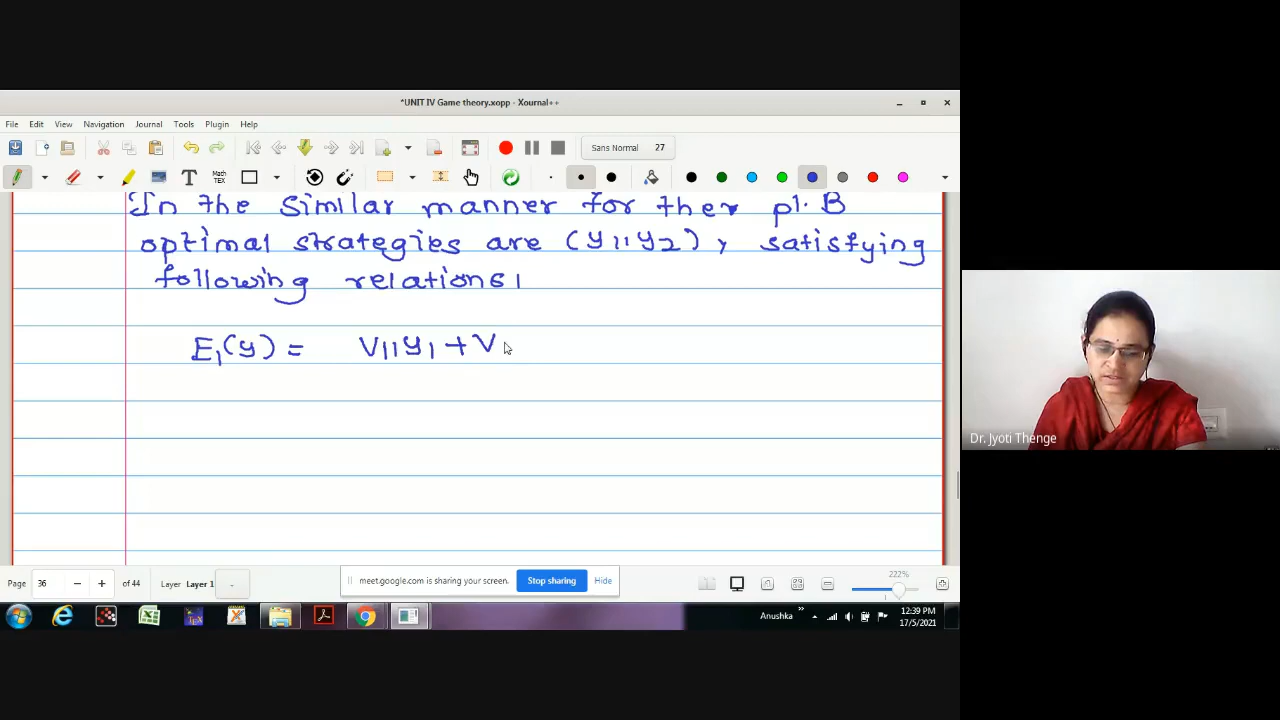 *UNIT IV Game theory.xopp - Xournal++
File Edit View Navigation Journal Tools Plugin Help
Sans Normal 27
T Math TEX
In the similar manner for ther pl. B
optimal strategies are (y1, y2), satisfying
following relations.
E1(y) = V11y1 + V
Dr. Jyoti Thenge
meet.google.com is sharing your screen. Stop sharing Hide
Page 36 of 44 Layer Layer 1 222%
Anushka 12:39 PM
17/5/2021